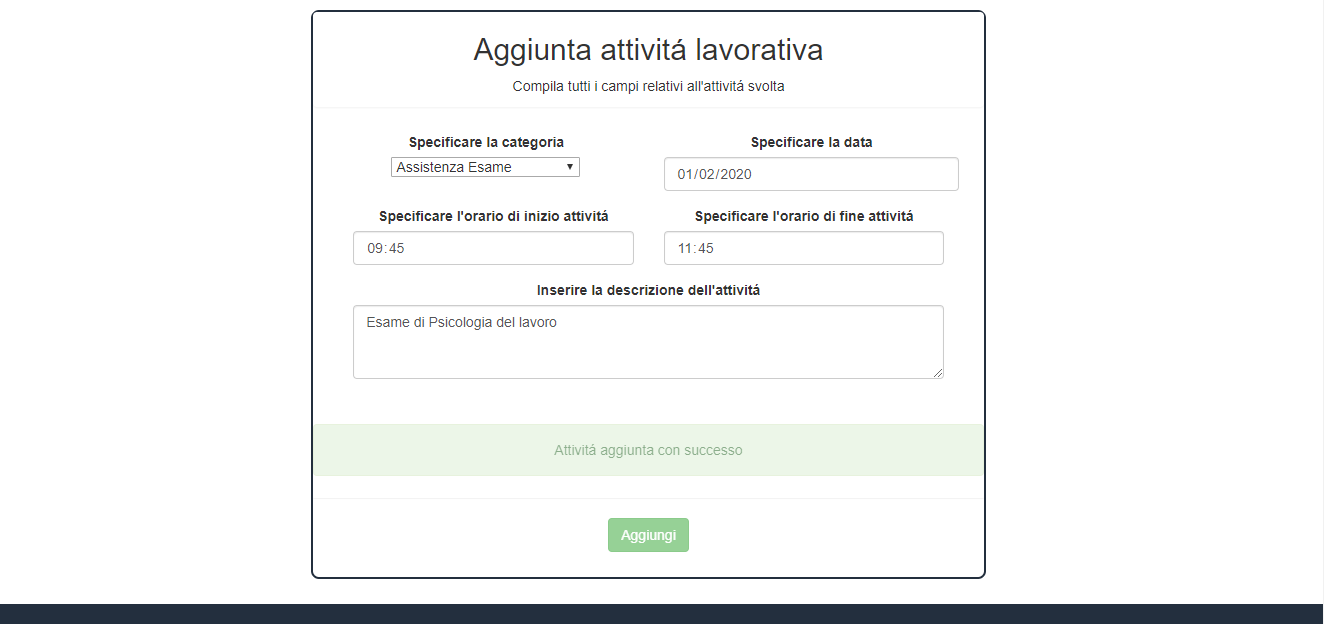 Aggiunta attivitá lavorativa
Compila tutti i campi relativi all'attivitá svolta
Specificare la categoria
Specificare la data
Assistenza Esame
01/02/2020
Specificare l'orario di inizio attivitá
Specificare l'orario di fine attivitá
09:45
11:45
Inserire la descrizione dell'attivitá
Esame di Psicologia del lavoro
Attivitá aggiunta con successo
Aggiungi